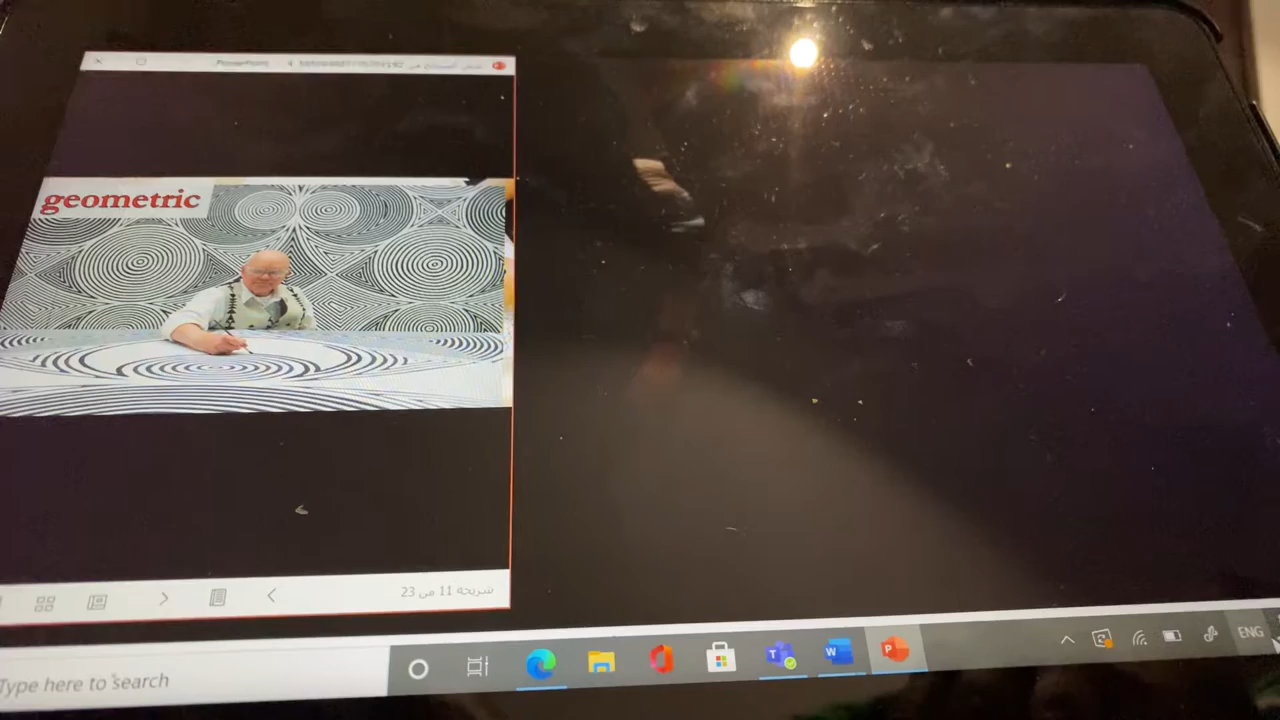 PowerPoint
geometric
شريحة 11 من 23
Type here to search
T
W
P
ENG